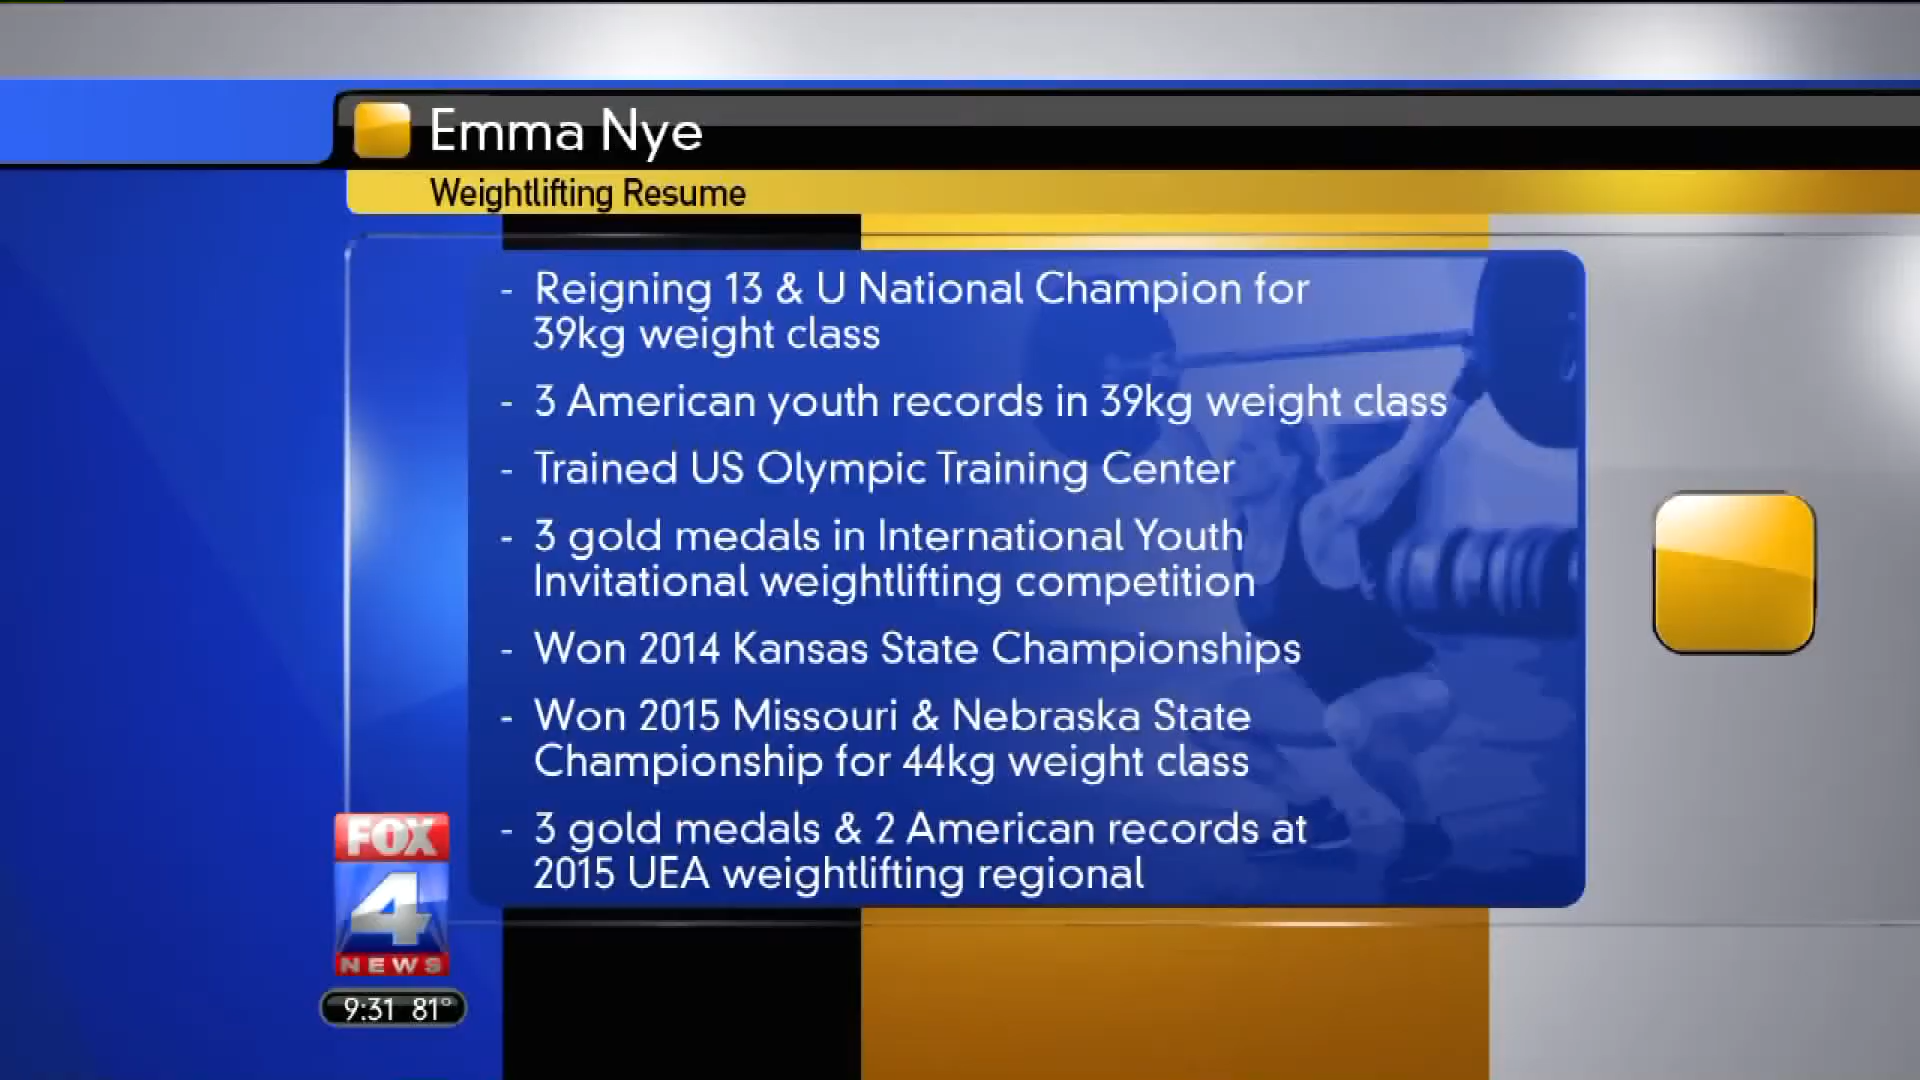 Emma Nye
Weightlifting Resume
- Reigning 13 & U National Champion for
39kg weight class
- 3 American youth records in 39kg weight class
- Trained US Olympic Training Center
- 3 gold medals in International Youth
Invitational weightlifting competition
- Won 2014 Kansas State Championships
- Won 2015 Missouri & Nebraska State
Championship for 44kg weight class
- 3 gold medals & 2 American records at
2015 UEA weightlifting regional
FOX
4
NEWS
9:31 81°